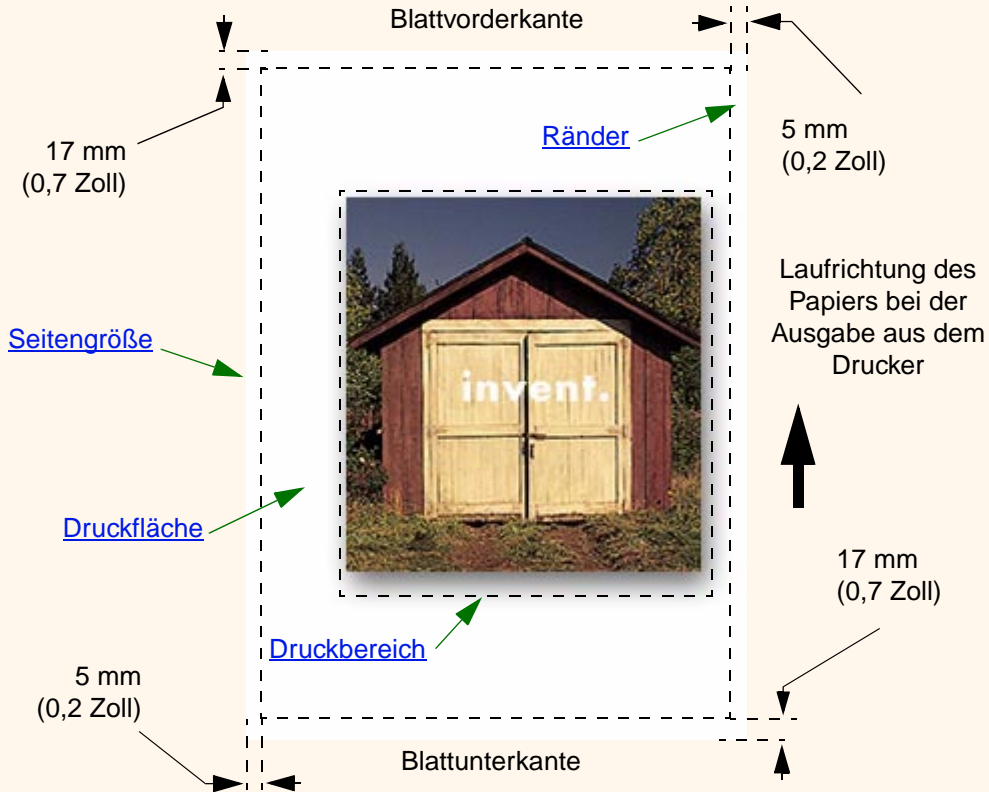 Blattvorderkante
17 mm
(0,7 Zoll)
Ränder
5 mm
(0,2 Zoll)
Laufrichtung des
Papiers bei der
Ausgabe aus dem
Drucker
Seitengröße
invent.
Druckfläche
17 mm
(0,7 Zoll)
Druckbereich
5 mm
(0,2 Zoll)
Blattunterkante